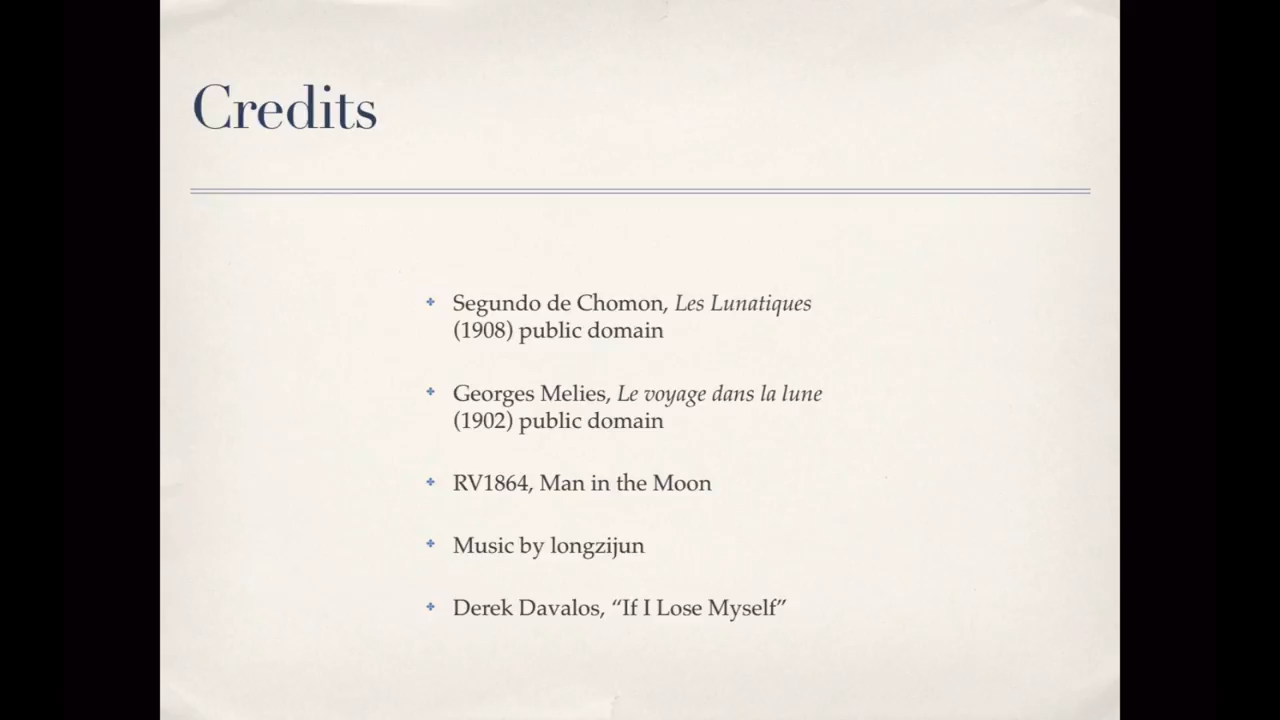 Credits
Segundo de Chomon, Les Lunatiques
(1908) public domain
Georges Melies, Le voyage dans la lune
(1902) public domain
RV1864, Man in the Moon
Music by longzijun
Derek Davalos, “If I Lose Myself”